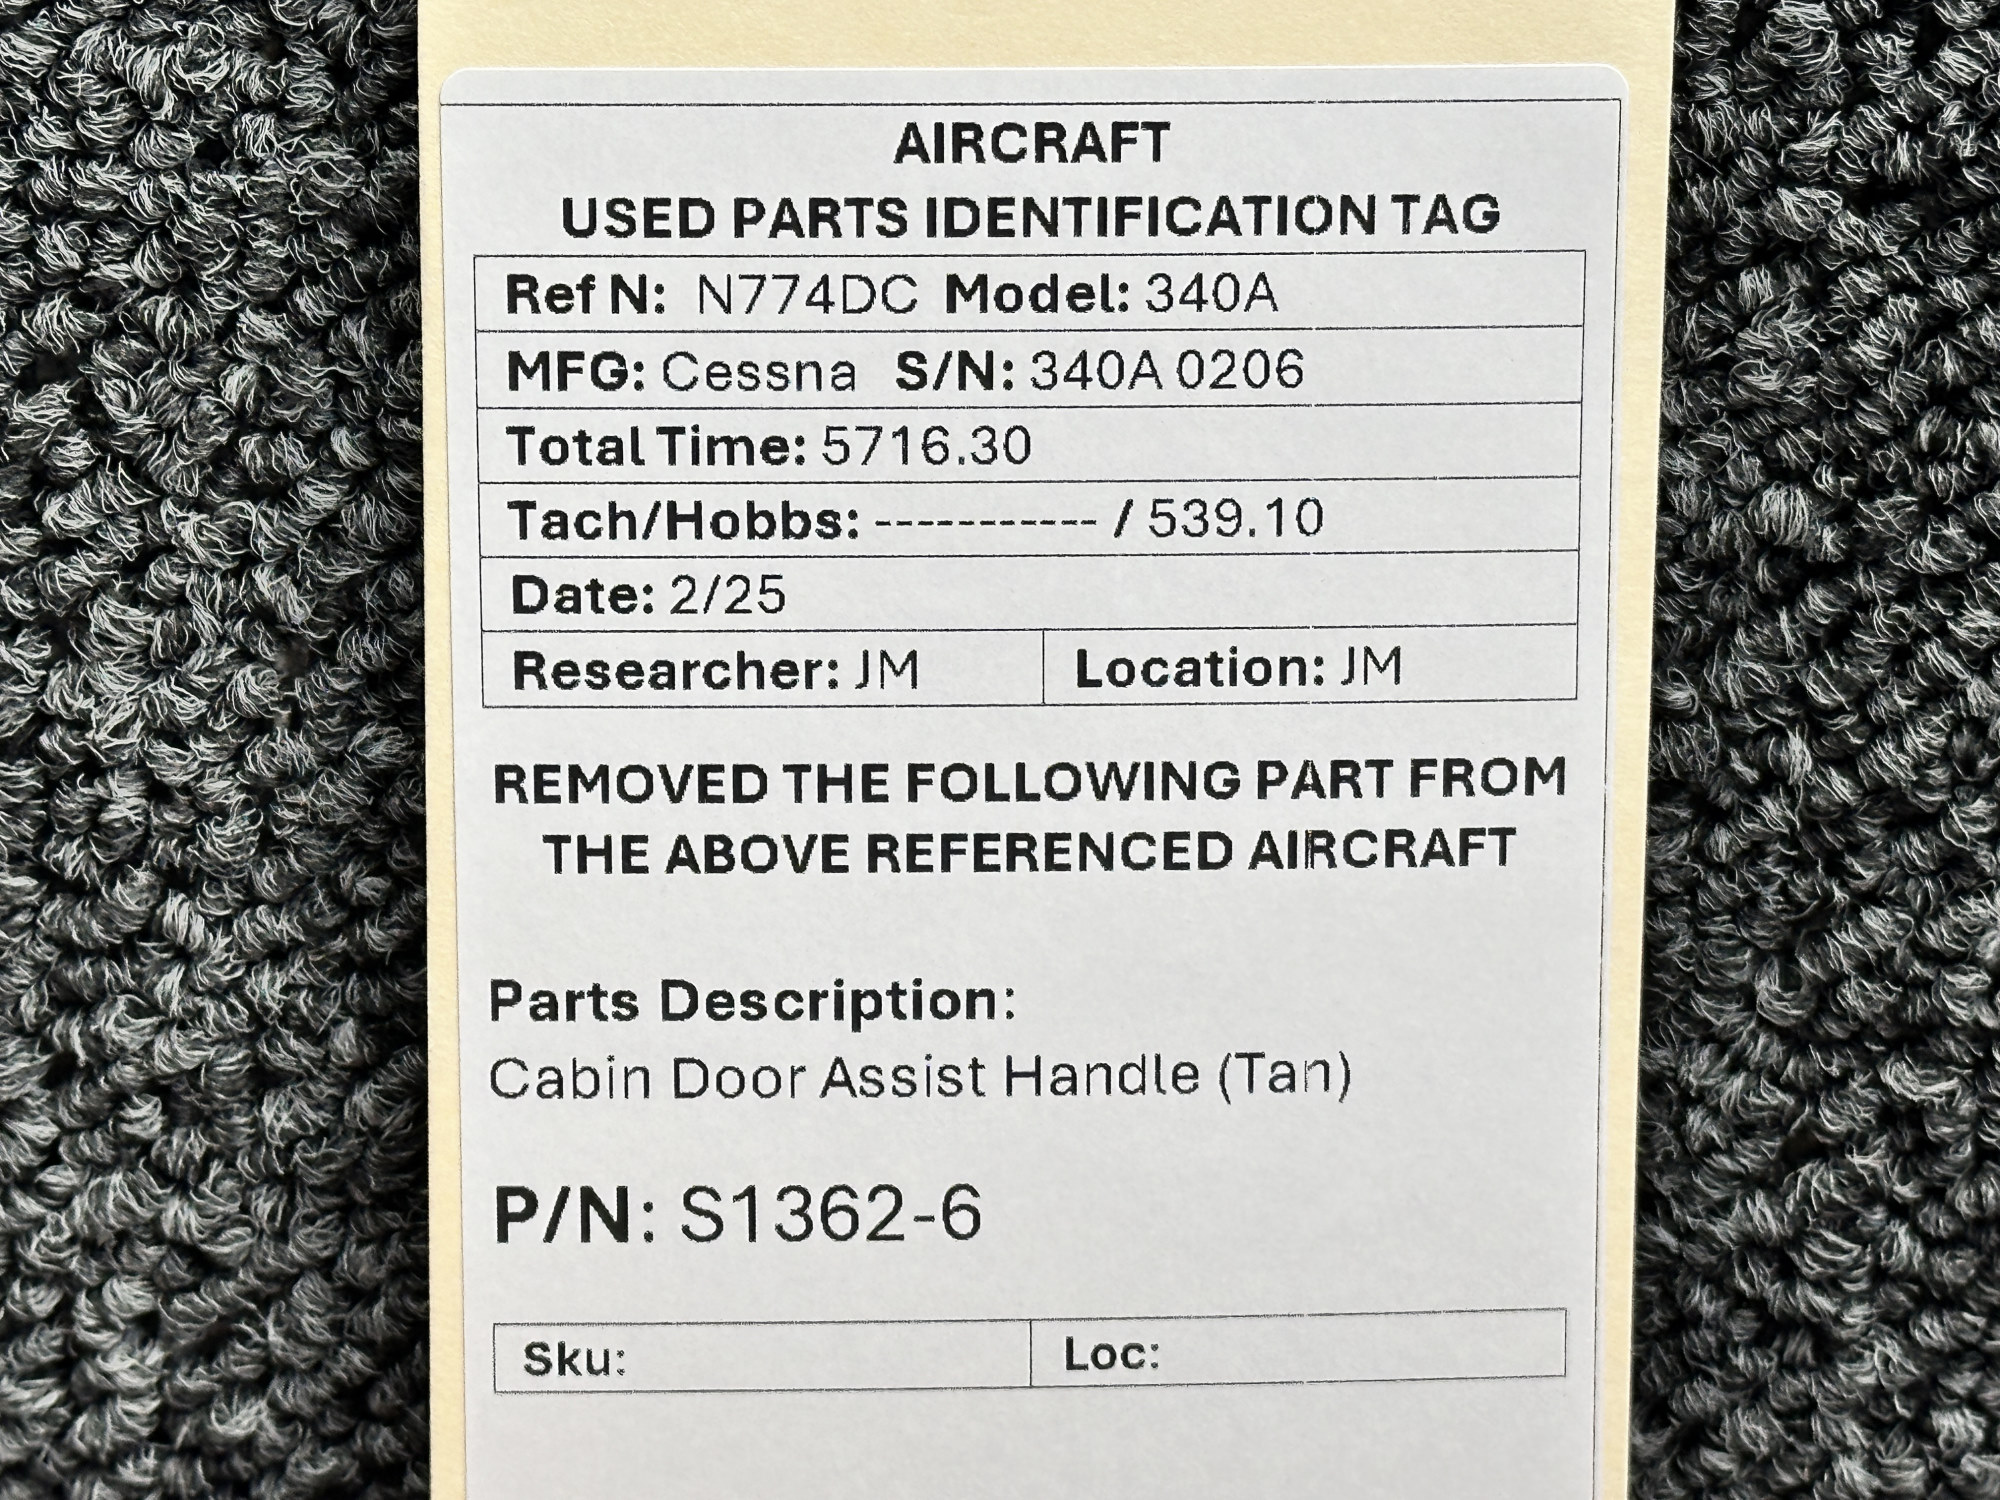 AIRCRAFT
USED PARTS IDENTIFICATION TAG
Ref N: N774DC Model: 340A
MFG: Cessna S/N: 340A 0206
Total Time: 5716.30
Tach/Hobbs: ----------- / 539.10
Date: 2/25
Researcher: JM Location: JM
REMOVED THE FOLLOWING PART FROM
THE ABOVE REFERENCED AIRCRAFT
Parts Description:
Cabin Door Assist Handle (Tan)
P/N: S1362-6
Sku: Loc: